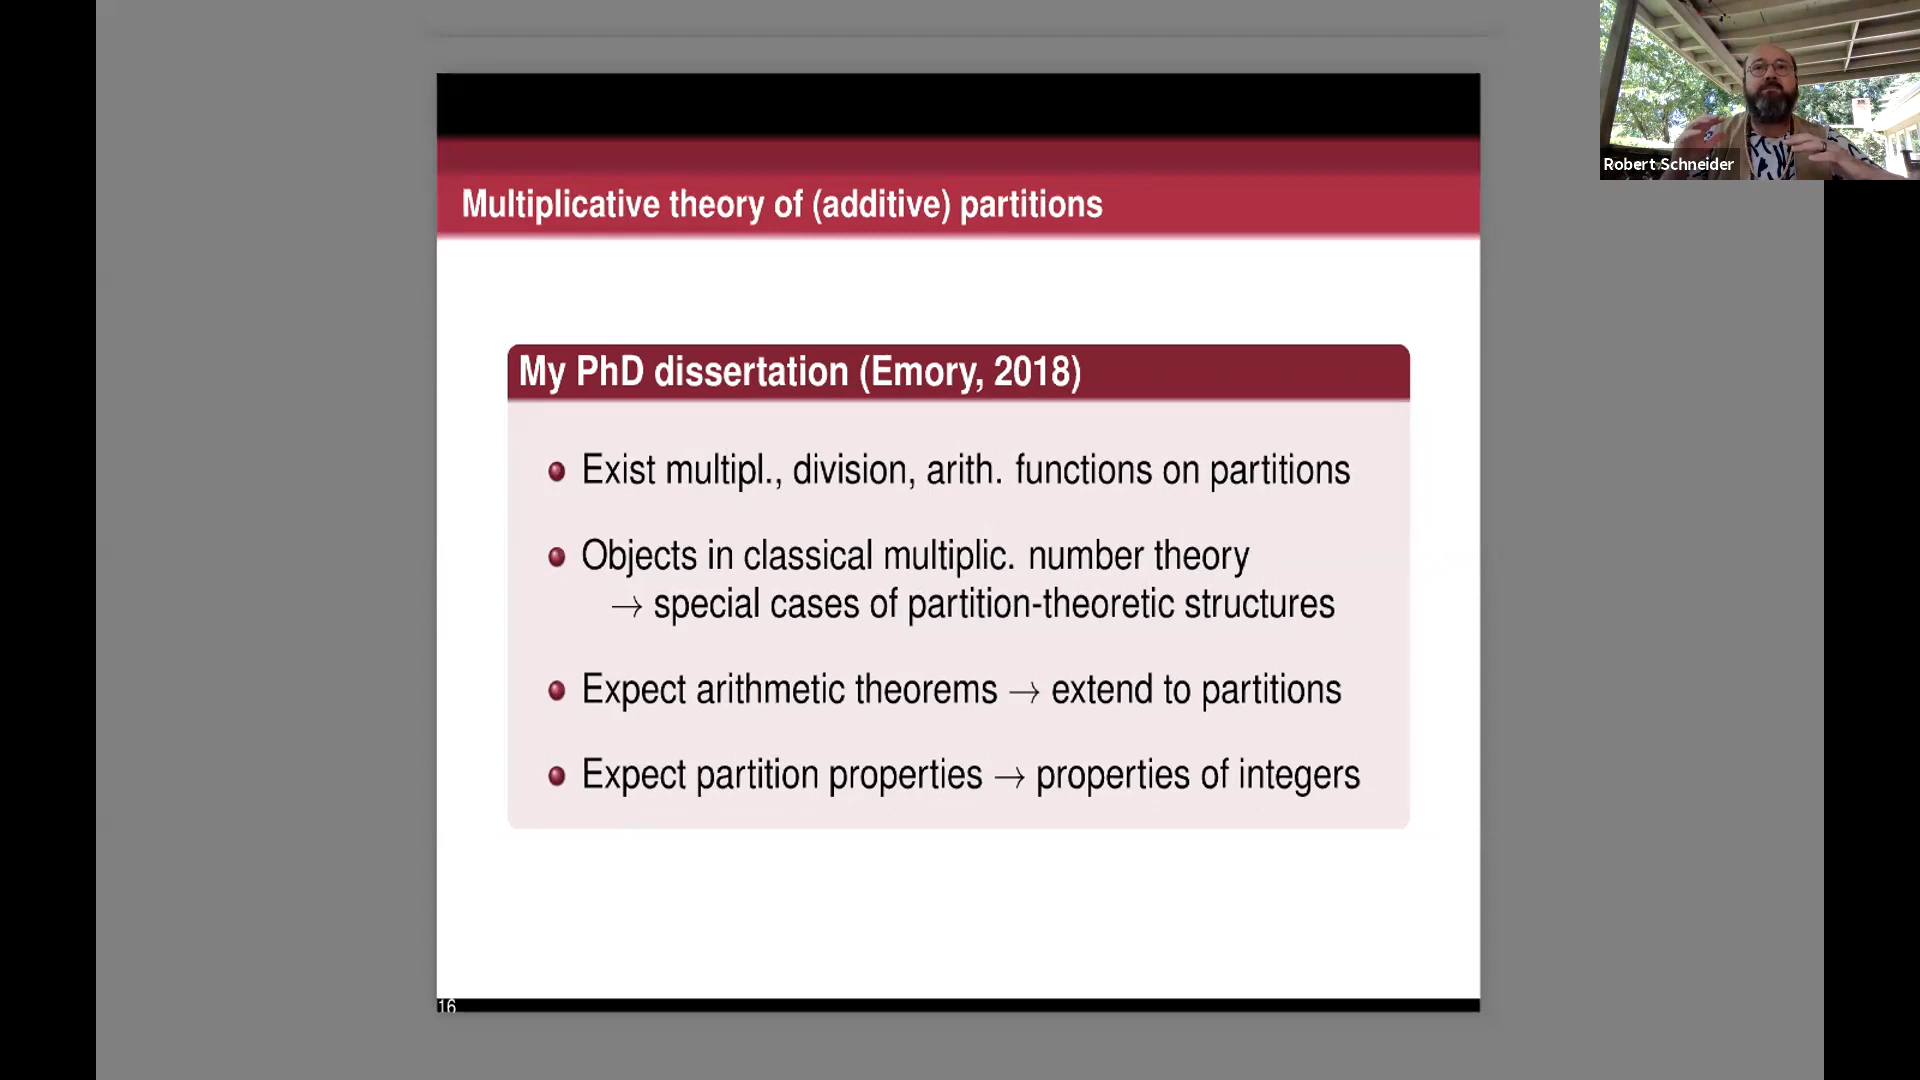 Robert Schneider
Multiplicative theory of (additive) partitions
My PhD dissertation (Emory, 2018)
Exist multipl., division, arith. functions on partitions
Objects in classical multiplic. number theory
→ special cases of partition-theoretic structures
Expect arithmetic theorems → extend to partitions
Expect partition properties → properties of integers
16